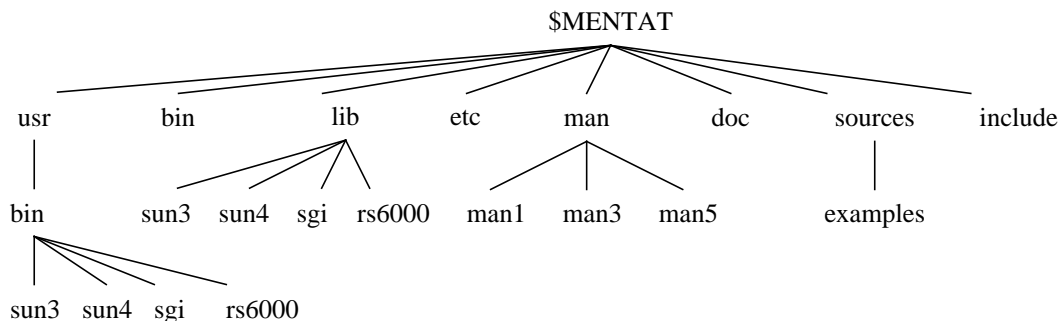 $MENTAT
usr bin lib etc man doc sources include
bin sun3 sun4 sgi rs6000 man1 man3 man5 examples
sun3 sun4 sgi rs6000